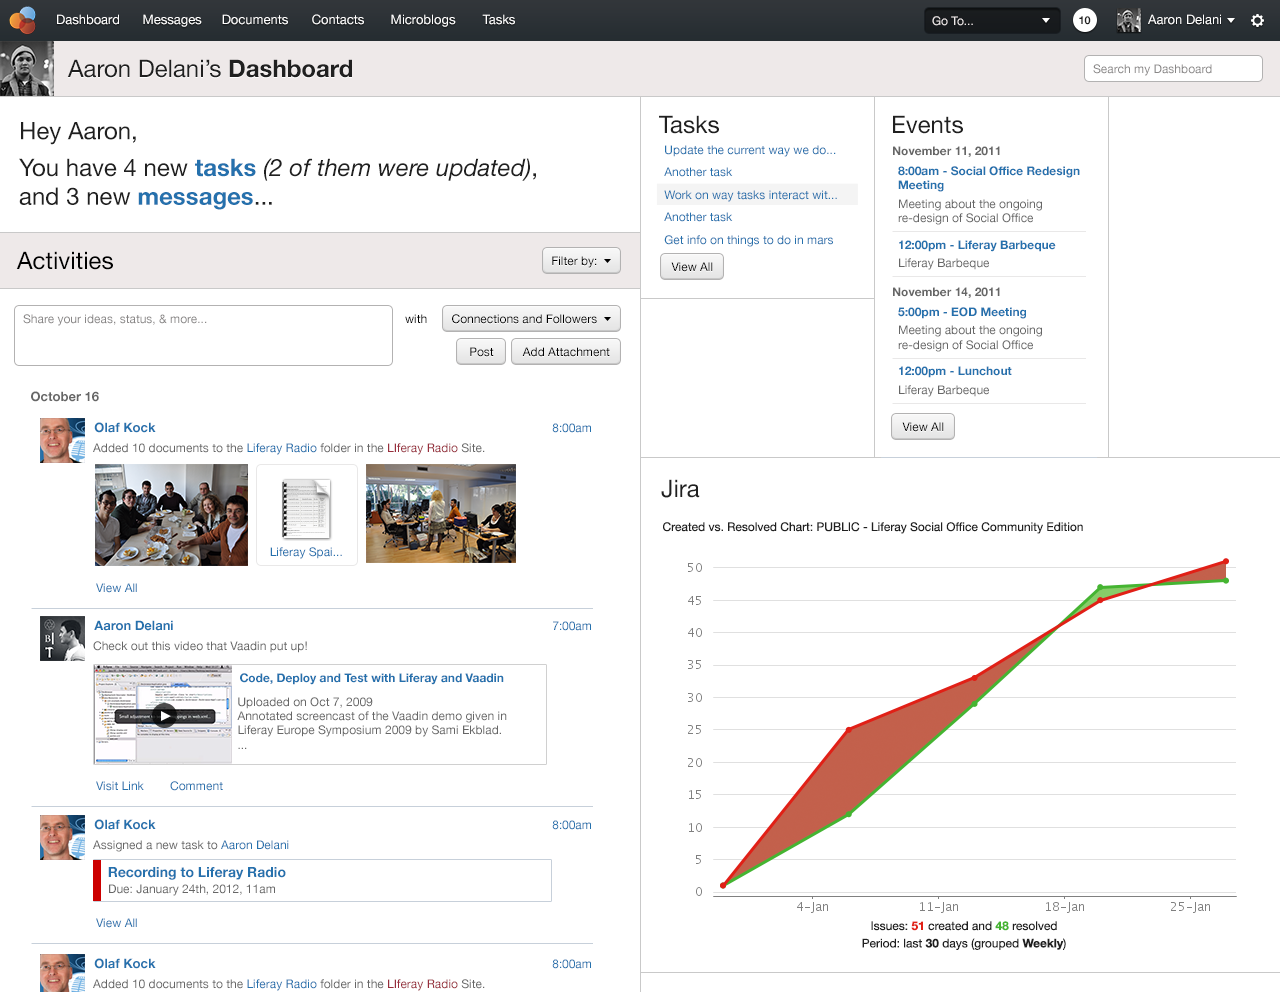 Dashboard Messages Documents Contacts Microblogs Tasks Go To... 10 Aaron Delani
Aaron Delani's Dashboard
Search my Dashboard
Hey Aaron,
You have 4 new tasks (2 of them were updated),
and 3 new messages...
Activities
Filter by:
Share your ideas, status, & more...
with
Connections and Followers
Post
Add Attachment
October 16
Olaf Kock 8:00am
Added 10 documents to the Liferay Radio folder in the LIferay Radio Site.
Liferay Spai...
View All
Aaron Delani 7:00am
Check out this video that Vaadin put up!
Code, Deploy and Test with Liferay and Vaadin
Uploaded on Oct 7, 2009
Annotated screencast of the Vaadin demo given in
Liferay Europe Symposium 2009 by Sami Ekblad.
...
Visit Link Comment
Olaf Kock 8:00am
Assigned a new task to Aaron Delani
Recording to Liferay Radio
Due: January 24th, 2012, 11am
View All
Olaf Kock 8:00am
Added 10 documents to the Liferay Radio folder in the LIferay Radio Site.
Tasks
Update the current way we do...
Another task
Work on way tasks interact wit...
Another task
Get info on things to do in mars
View All
Events
November 11, 2011
8:00am - Social Office Redesign
Meeting
Meeting about the ongoing
re-design of Social Office
12:00pm - Liferay Barbeque
Liferay Barbeque
November 14, 2011
5:00pm - EOD Meeting
Meeting about the ongoing
re-design of Social Office
12:00pm - Lunchout
Liferay Barbeque
View All
Jira
Created vs. Resolved Chart: PUBLIC - Liferay Social Office Community Edition
50
45
40
35
30
25
20
15
10
5
0
4-Jan 11-Jan 18-Jan 25-Jan
Issues: 51 created and 48 resolved
Period: last 30 days (grouped Weekly)